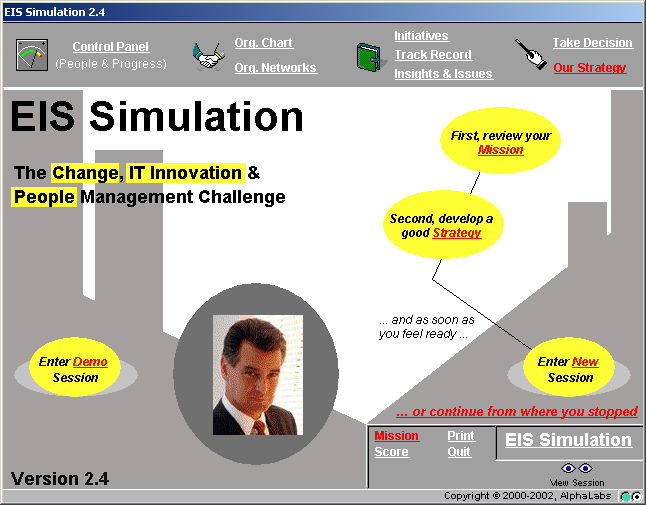 EIS Simulation 2.4
Control Panel
(People & Progress)
Org. Chart
Org. Networks
Initiatives
Track Record
Insights & Issues
Take Decision
Our Strategy
EIS Simulation
The Change, IT Innovation &
People Management Challenge
First, review your
Mission
Second, develop a
good Strategy
... and as soon as
you feel ready ...
Enter Demo
Session
Enter New
Session
... or continue from where you stopped
Mission
Score
Print
Quit
EIS Simulation
View Session
Version 2.4
Copyright © 2000-2002, AlphaLabs